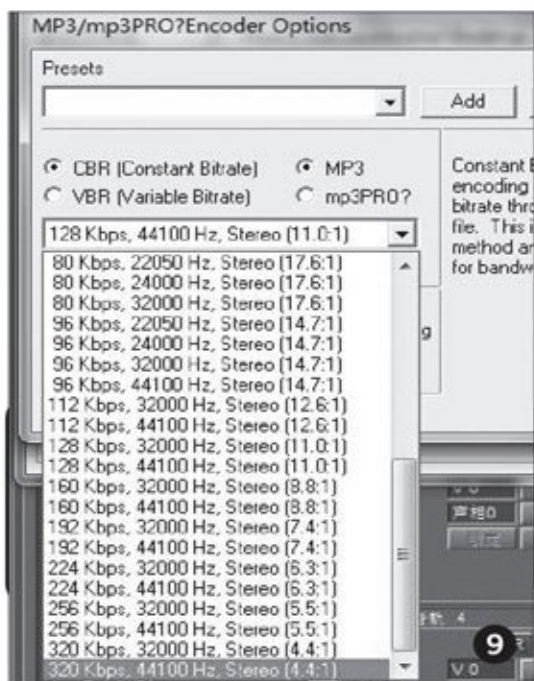 MP3/mp3PRO?Encoder Options
Presets
Add
CBR (Constant Bitrate)
MP3
VBR (Variable Bitrate)
mp3PRO?
128 Kbps, 44100 Hz, Stereo (11.0:1)
Constant
encoding
bitrate
file. This
method
for
80 Kbps, 22050 Hz, Stereo (17.6:1)
80 Kbps, 24000 Hz, Stereo (17.6:1)
80 Kbps, 32000 Hz, Stereo (17.6:1)
96 Kbps, 22050 Hz, Stereo (14.7:1)
96 Kbps, 24000 Hz, Stereo (14.7:1)
96 Kbps, 32000 Hz, Stereo (14.7:1)
96 Kbps, 44100 Hz, Stereo (14.7:1)
112 Kbps, 32000 Hz, Stereo (12.6:1)
112 Kbps, 44100 Hz, Stereo (12.6:1)
128 Kbps, 32000 Hz, Stereo (11.0:1)
128 Kbps, 44100 Hz, Stereo (11.0:1)
160 Kbps, 32000 Hz, Stereo (8.8:1)
160 Kbps, 44100 Hz, Stereo (8.8:1)
192 Kbps, 32000 Hz, Stereo (7.4:1)
192 Kbps, 44100 Hz, Stereo (7.4:1)
224 Kbps, 32000 Hz, Stereo (6.3:1)
224 Kbps, 44100 Hz, Stereo (6.3:1)
256 Kbps, 32000 Hz, Stereo (5.5:1)
256 Kbps, 44100 Hz, Stereo (5.5:1)
320 Kbps, 32000 Hz, Stereo (4.4:1)
320 Kbps, 44100 Hz, Stereo (4.4:1)
g
V 0
声相0
4
9
R
V 0